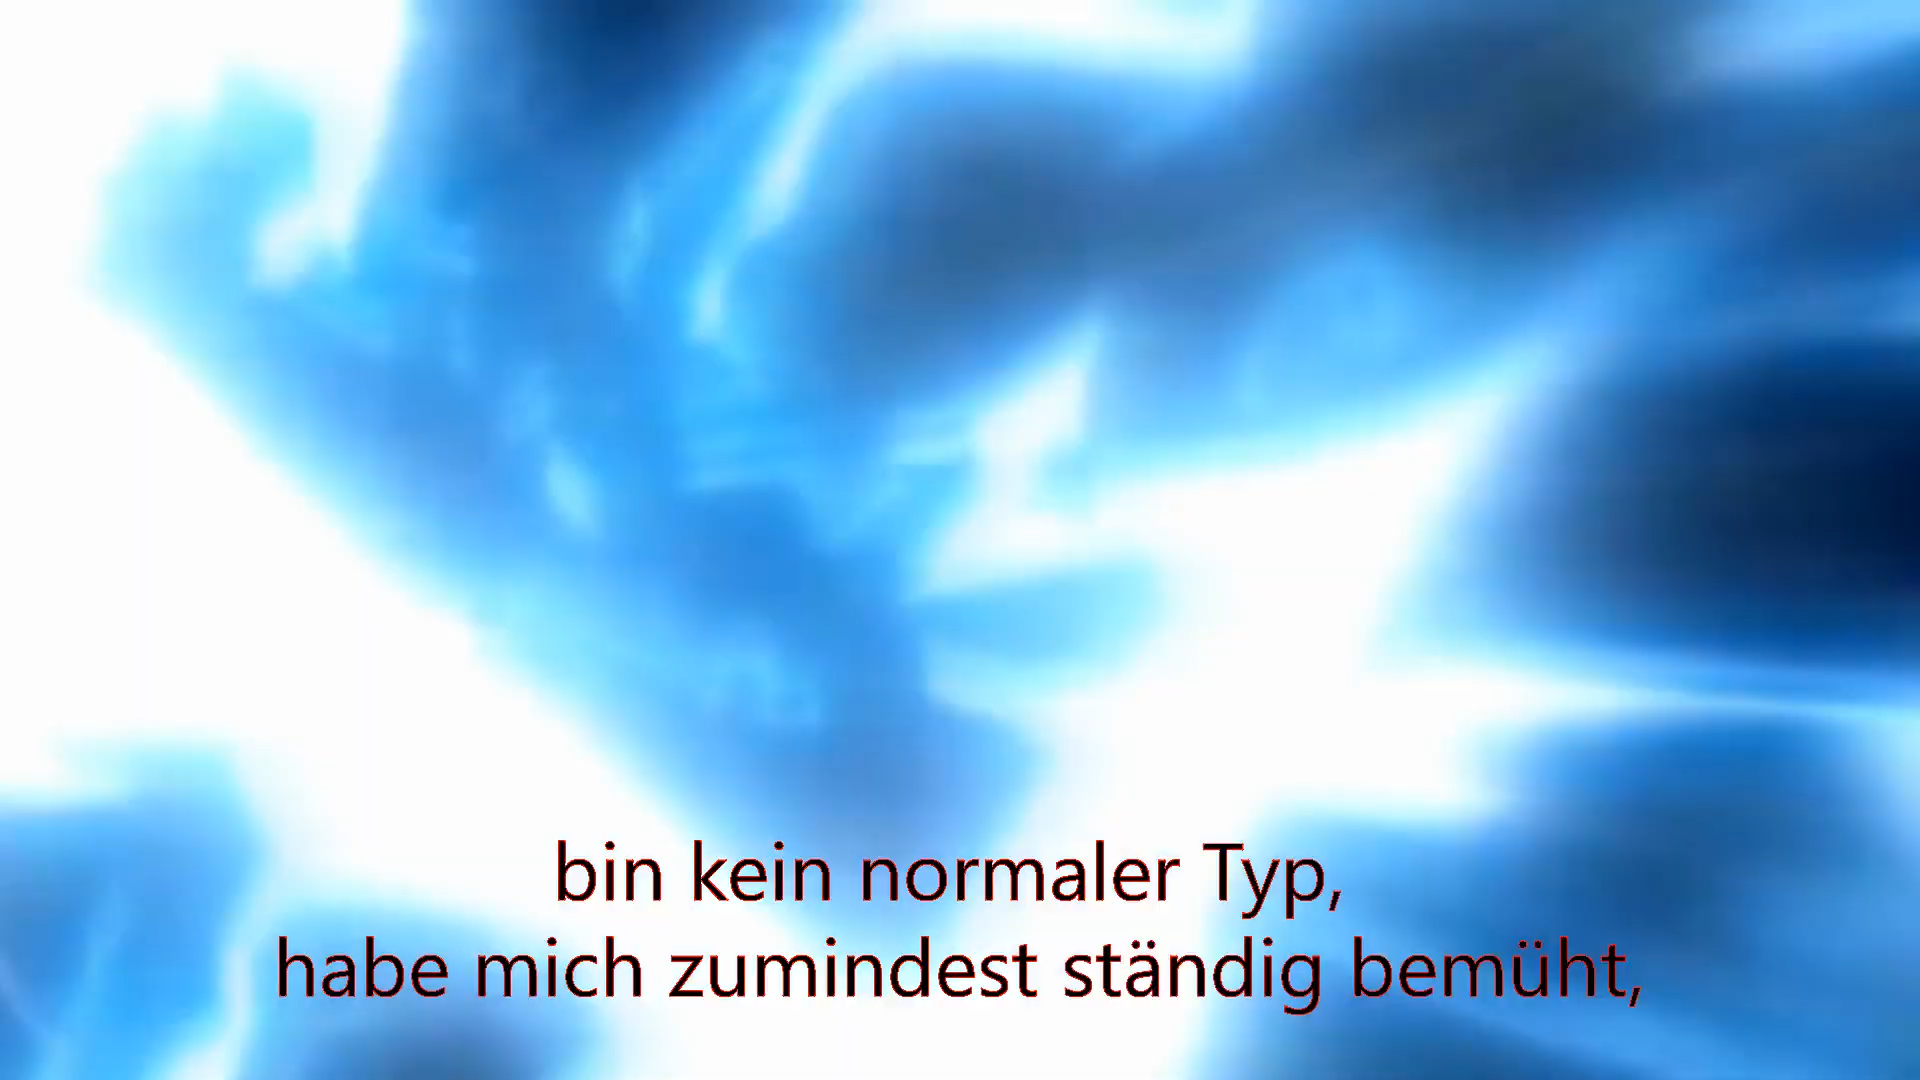 bin kein normaler Typ,
habe mich zumindest ständig bemüht,